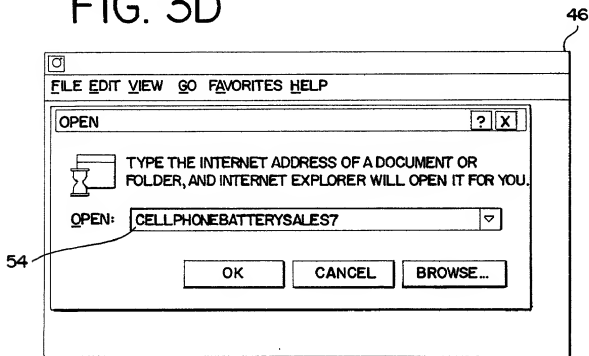 FIG. 3D
46
FILE EDIT VIEW GO FAVORITES HELP
OPEN ? X
TYPE THE INTERNET ADDRESS OF A DOCUMENT OR
FOLDER, AND INTERNET EXPLORER WILL OPEN IT FOR YOU.
OPEN: CELLPHONEBATTERYSALES7
54
OK CANCEL BROWSE...